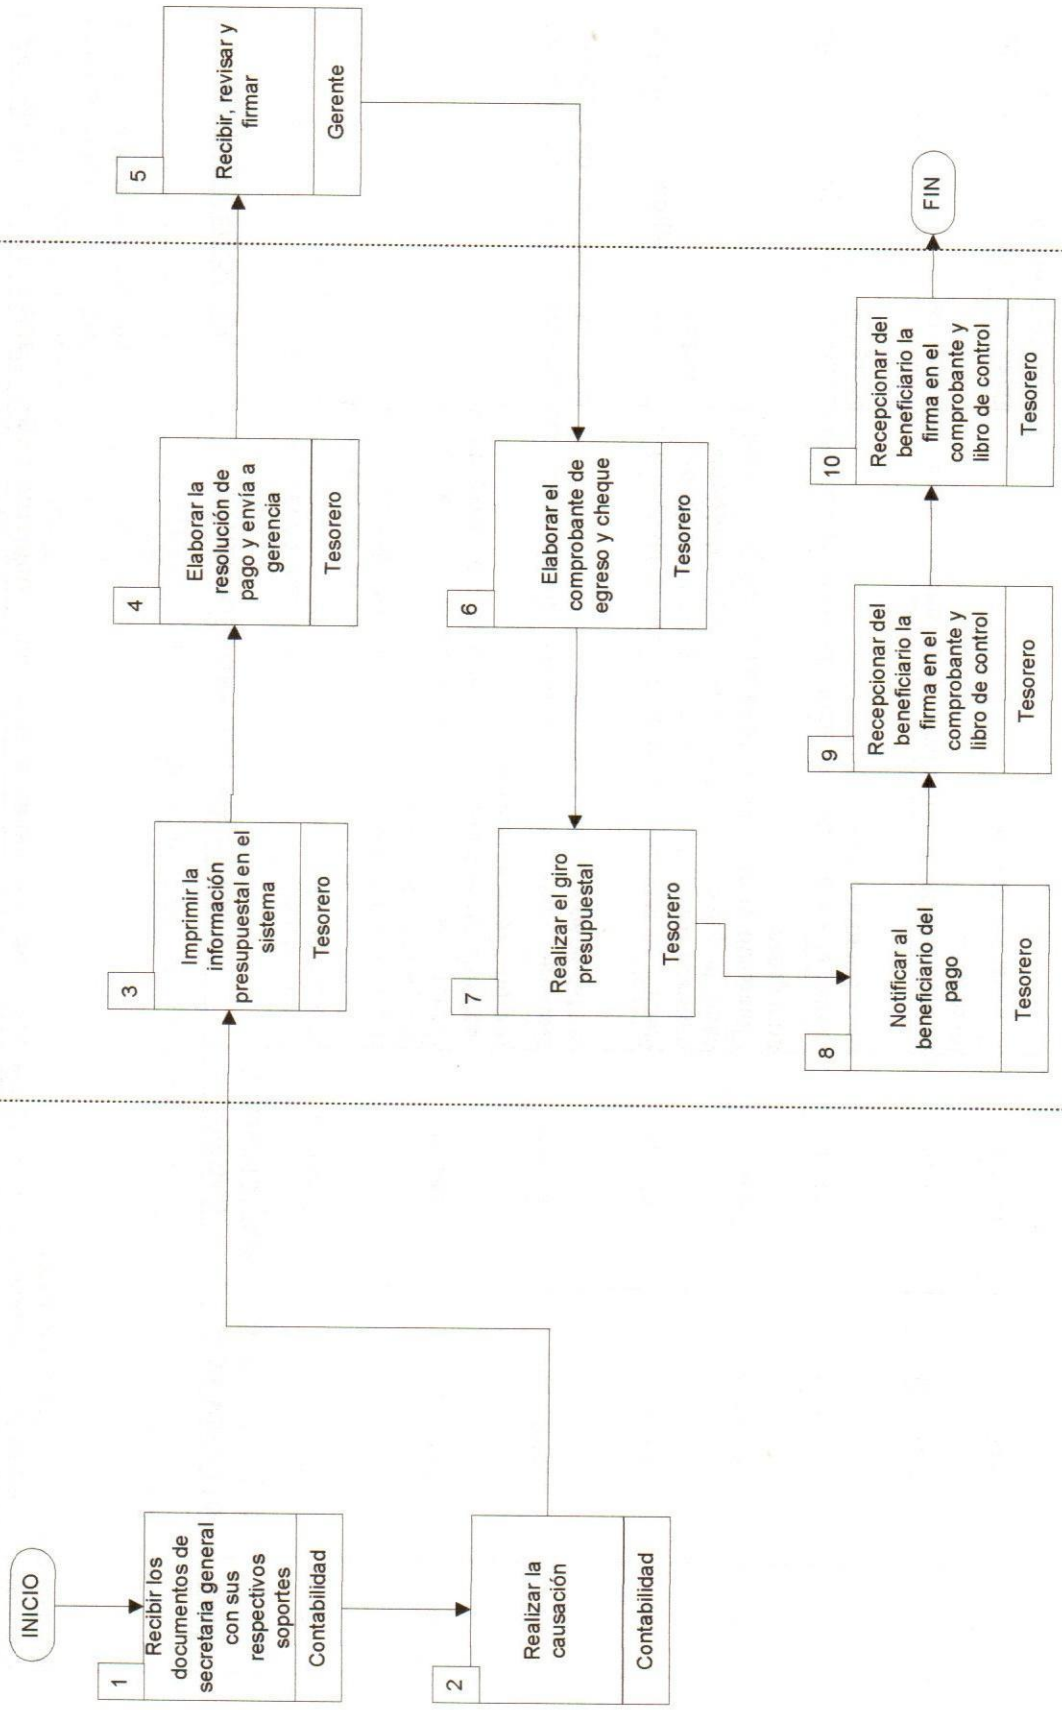 INICIO
1
Recibir los
documentos de
secretaria general
con sus
respectivos
soportes
Contabilidad
2
Realizar la
causación
Contabilidad
3
Imprimir la
información
presupuestal en el
sistema
Tesorero
4
Elaborar la
resolución de
pago y envía a
gerencia
Tesorero
5
Recibir, revisar y
firmar
Gerente
6
Elaborar el
comprobante de
egreso y cheque
Tesorero
7
Realizar el giro
presupuestal
Tesorero
8
Notificar al
beneficiario del
pago
Tesorero
9
Recepcionar del
beneficiario la
firma en el
comprobante y
libro de control
Tesorero
10
Recepcionar del
beneficiario la
firma en el
comprobante y
libro de control
Tesorero
FIN